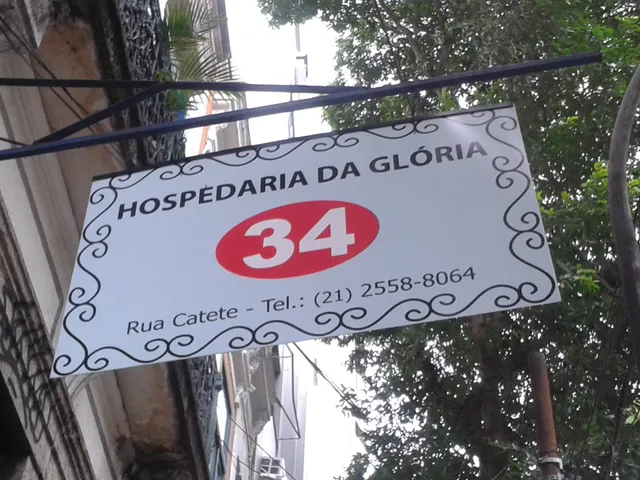 HOSPEDARIA DA GLÓRIA
34
Rua Catete - Tel.: (21) 2558-8064